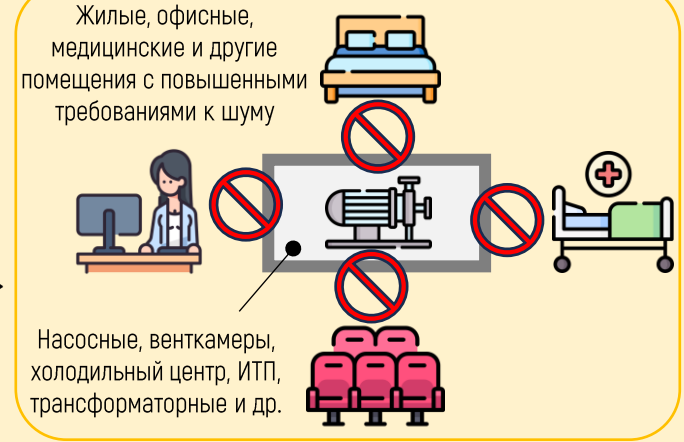 Жилые, офисные,
медицинские и другие
помещения с повышенными
требованиями к шуму
Насосные, венткамеры,
холодильный центр, ИТП,
трансформаторные и др.